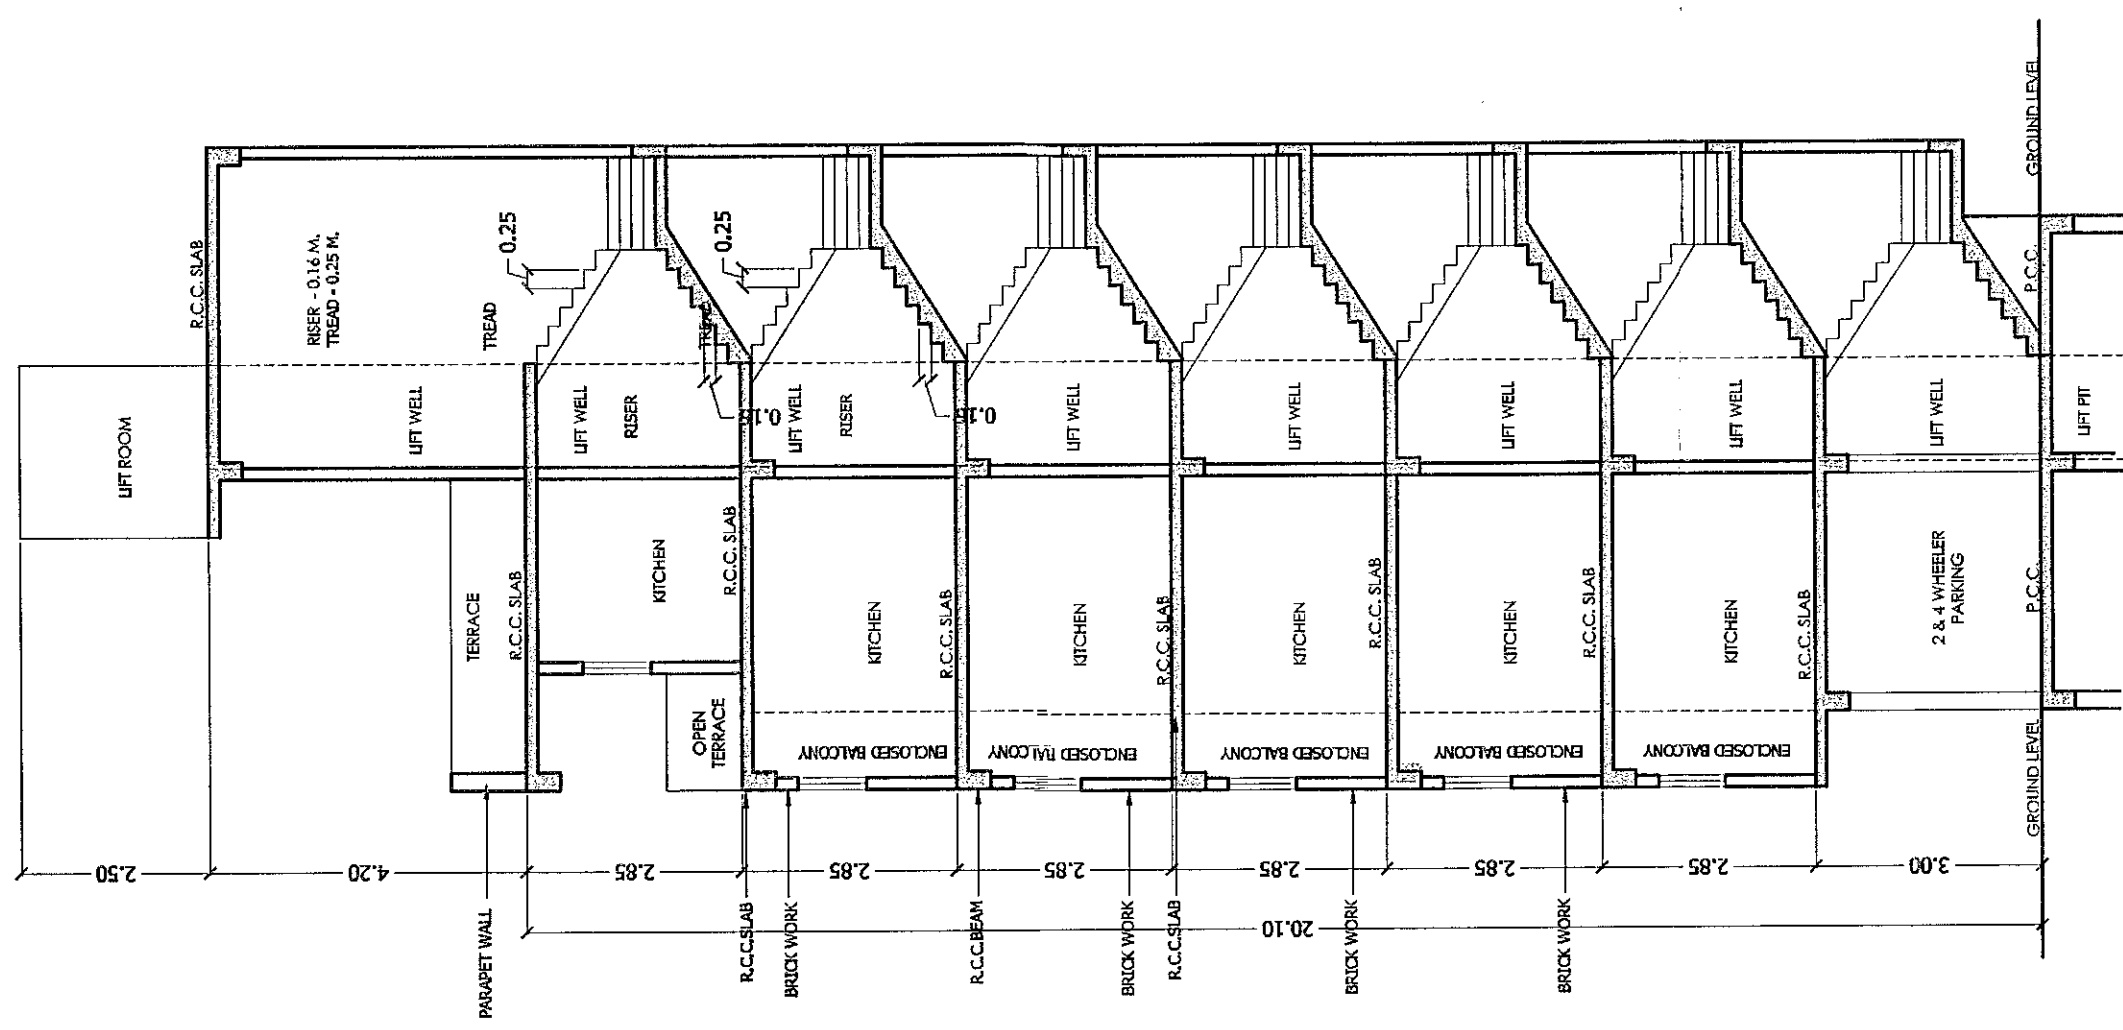 LIFT ROOM
R.C.C. SLAB
RISER - 0.16 M.
TREAD - 0.25 M.
LIFT WELL
TREAD
0.25
TERRACE
R.C.C. SLAB
LIFT WELL
RISER
KITCHEN
R.C.C. SLAB
OPEN
TERRACE
TREAD
0.16
0.25
LIFT WELL
RISER
KITCHEN
ENCLOSED BALCONY
R.C.C. SLAB
0.16
LIFT WELL
KITCHEN
ENCLOSED BALCONY
R.C.C. SLAB
LIFT WELL
KITCHEN
ENCLOSED BALCONY
R.C.C. SLAB
LIFT WELL
KITCHEN
ENCLOSED BALCONY
R.C.C. SLAB
LIFT WELL
KITCHEN
ENCLOSED BALCONY
R.C.C. SLAB
LIFT WELL
2 & 4 WHEELER
PARKING
P.C.C.
P.C.C.
GROUND LEVEL
GROUND LEVEL
LIFT PIT
2.50
4.20
2.85
2.85
2.85
2.85
2.85
2.85
3.00
20.10
PARAPET WALL
R.C.C.SLAB
BRICK WORK
R.C.C.BEAM
BRICK WORK
R.C.C.SLAB
BRICK WORK
BRICK WORK